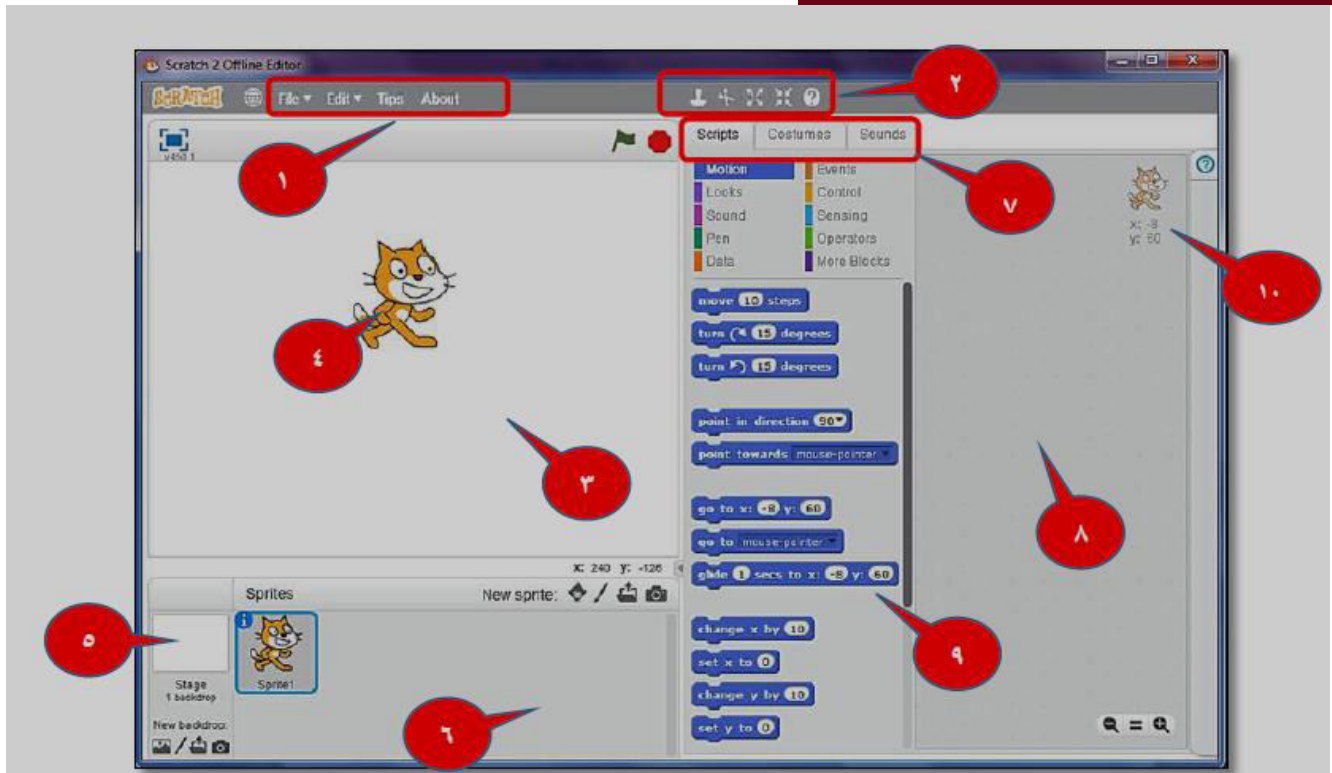 Scratch 2 Offline Editor
SCRATCH File Edit Tips About
٢
١
v450.1
Scripts Costumes Sounds
٧
Motion Events
Looks Control
Sound Sensing
Pen Operators
Data More Blocks
x: -8
y: 60
١٠
٤
move 10 steps
turn 15 degrees
turn 15 degrees
point in direction 90
point towards mouse-pointer
٣
go to x: -8 y: 60
go to mouse-pointer
glide 1 secs to x: -8 y: 60
٨
x: 240 y: -126
Sprites New sprite:
٥
Stage
1 backdrop
Sprite1
New backdrop:
٦
change x by 10
set x to 0
change y by 10
set y to 0
٩